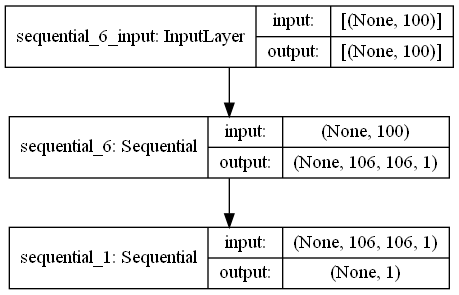 sequential_6_input: InputLayer
input: [(None, 100)]
output: [(None, 100)]
sequential_6: Sequential
input: (None, 100)
output: (None, 106, 106, 1)
sequential_1: Sequential
input: (None, 106, 106, 1)
output: (None, 1)